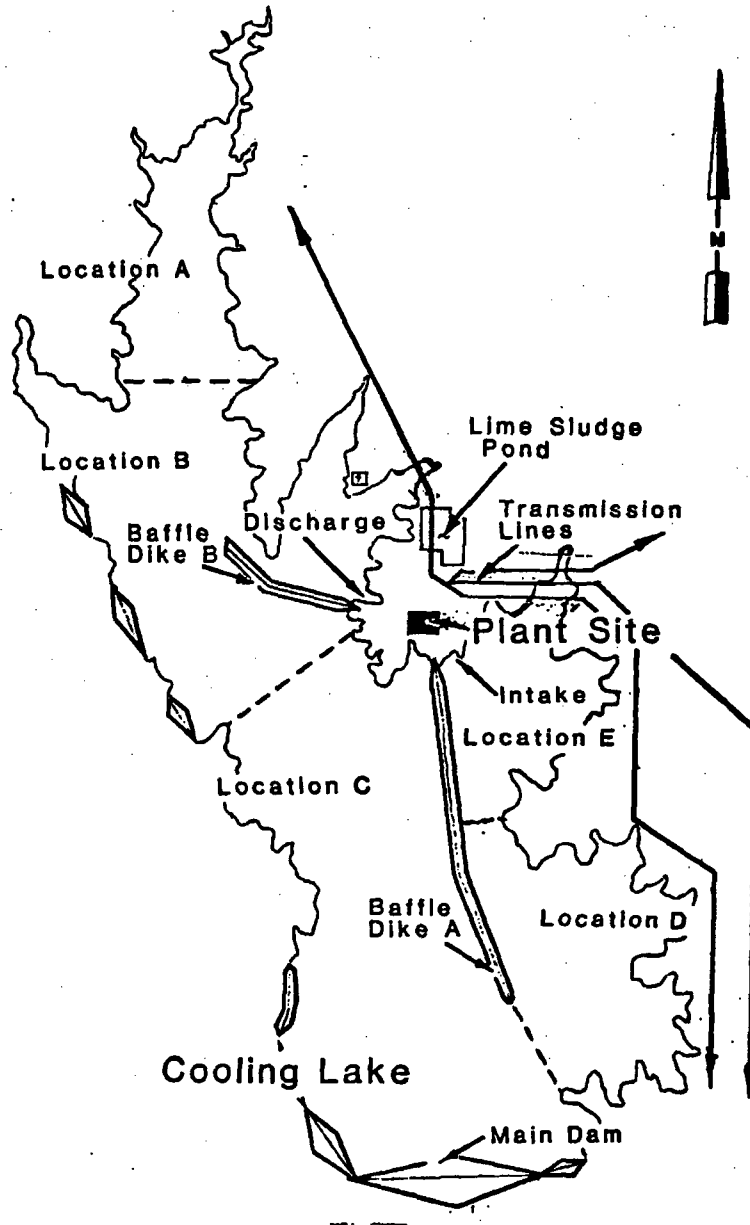 N
Location A
Lime Sludge
Pond
Location B
Transmission
Lines
Discharge
Baffle
Dike B
Plant Site
Intake
Location E
Location C
Baffle
Dike A
Location D
Cooling Lake
Main Dam